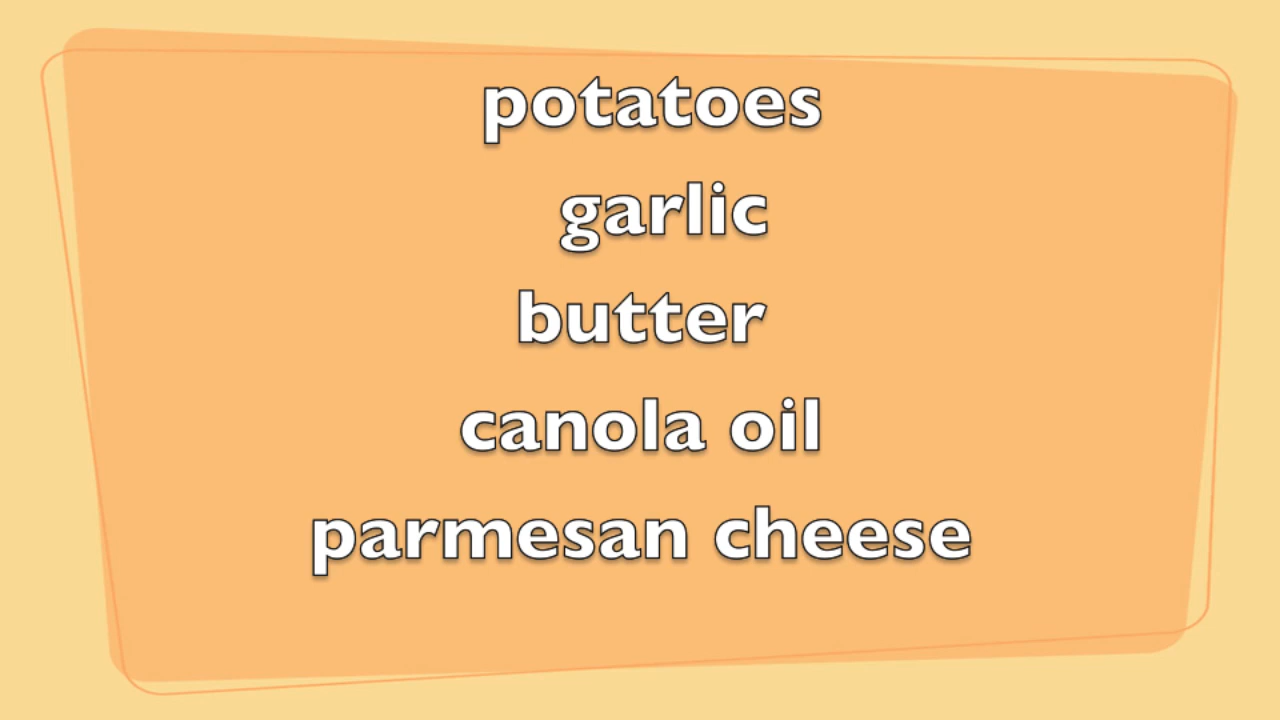 potatoes
garlic
butter
canola oil
parmesan cheese